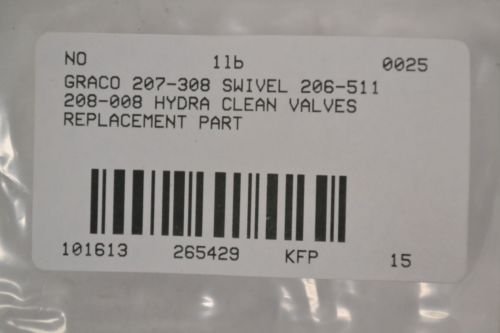 NO 1lb 0025
GRACO 207-308 SWIVEL 206-511
208-008 HYDRA CLEAN VALVES
REPLACEMENT PART
101613 265429 KFP 15